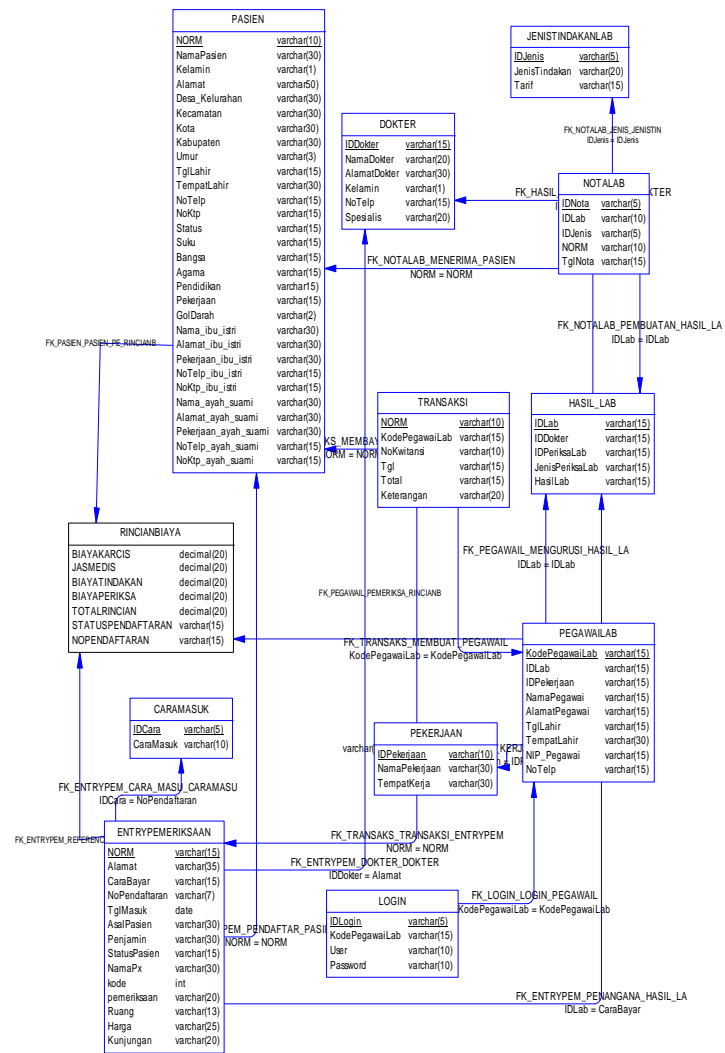 PASIEN
NORM varchar(10)
NamaPasien varchar(30)
Kelamin varchar(1)
Alamat varchar50)
Desa_Kelurahan varchar(30)
Kecamatan varchar(30)
Kota varchar30)
Kabupaten varchar(30)
Umur varchar(3)
TglLahir varchar(15)
TempatLahir varchar(30)
NoTelp varchar(15)
NoKtp varchar(15)
Status varchar(15)
Suku varchar(15)
Bangsa varchar(15)
Agama varchar(15)
Pendidikan varchar15)
Pekerjaan varchar(15)
GolDarah varchar(2)
Nama_ibu_istri varchar30)
Alamat_ibu_istri varchar(30)
Pekerjaan_ibu_istri varchar(30)
NoTelp_ibu_istri varchar(15)
NoKtp_ibu_istri varchar(15)
Nama_ayah_suami varchar(30)
Alamat_ayah_suami varchar(30)
Pekerjaan_ayah_suami varchar(30)
NoTelp_ayah_suami varchar(15)
NoKtp_ayah_suami varchar(15)
JENISTINDAKANLAB
IDJenis varchar(5)
JenisTindakan varchar(20)
Tarif varchar(15)
FK_NOTALAB_JENIS_JENISTIN
IDJenis = IDJenis
DOKTER
IDDokter varchar(15)
NamaDokter varchar(20)
AlamatDokter varchar(30)
Kelamin varchar(1)
NoTelp varchar(15)
Spesialis varchar(20)
NOTALAB
IDNota varchar(5)
IDLab varchar(10)
IDJenis varchar(5)
NORM varchar(10)
TglNota varchar(15)
FK_HASIL
KTER
FK_NOTALAB_MENERIMA_PASIEN
NORM = NORM
FK_NOTALAB_PEMBUATAN_HASIL_LA
IDLab = IDLab
FK_PASIEN_PASIEN_PE_RINCIANB
TRANSAKSI
NORM varchar(10)
KodePegawaiLab varchar(15)
NoKwitansi varchar(10)
Tgl varchar(15)
Total varchar(15)
Keterangan varchar(20)
KS_MEMBAY
NORM = NORM
HASIL_LAB
IDLab varchar(15)
IDDokter varchar(15)
IDPeriksaLab varchar(15)
JenisPeriksaLab varchar(15)
HasilLab varchar(15)
RINCIANBIAYA
BIAYAKARCIS decimal(20)
JASMEDIS decimal(20)
BIAYATINDAKAN decimal(20)
BIAYAPERIKSA decimal(20)
TOTALRINCIAN decimal(20)
STATUSPENDAFTARAN varchar(15)
NOPENDAFTARAN varchar(15)
FK_PEGAWAIL_MENGURUSI_HASIL_LA
IDLab = IDLab
FK_PEGAWAIL_PEMERIKSA_RINCIANB
FK_TRANSAKS_MEMBUAT_PEGAWAIL
KodePegawaiLab = KodePegawaiLab
PEGAWAILAB
KodePegawaiLab varchar(15)
IDLab varchar(15)
IDPekerjaan varchar(15)
NamaPegawai varchar(15)
AlamatPegawai varchar(15)
TglLahir varchar(15)
TempatLahir varchar(30)
NIP_Pegawai varchar(15)
NoTelp varchar(15)
CARAMASUK
IDCara varchar(5)
CaraMasuk varchar(10)
PEKERJAAN
IDPekerjaan varchar(10)
NamaPekerjaan varchar(30)
TempatKerja varchar(30)
FK_ENTRYPEM_CARA_MASU_CARAMASU
IDCara = NoPendaftaran
FK_ENTRYPEM_REFERENC
ENTRYPEMERIKSAAN
NORM varchar(15)
Alamat varchar(35)
CaraBayar varchar(15)
NoPendaftaran varchar(7)
TglMasuk date
AsalPasien varchar(30)
Penjamin varchar(30)
StatusPasien varchar(15)
NamaPx varchar(30)
kode int
pemeriksaan varchar(20)
Ruang varchar(13)
Harga varchar(25)
Kunjungan varchar(20)
FK_TRANSAKS_TRANSAKSI_ENTRYPEM
NORM = NORM
FK_ENTRYPEM_DOKTER_DOKTER
IDDokter = Alamat
PEM_PENDAFTAR_PASI
NORM = NORM
LOGIN
IDLogin varchar(5)
KodePegawaiLab varchar(15)
User varchar(10)
Password varchar(10)
FK_LOGIN_LOGIN_PEGAWAIL
KodePegawaiLab = KodePegawaiLab
FK_ENTRYPEM_PENANGANA_HASIL_LA
IDLab = CaraBayar